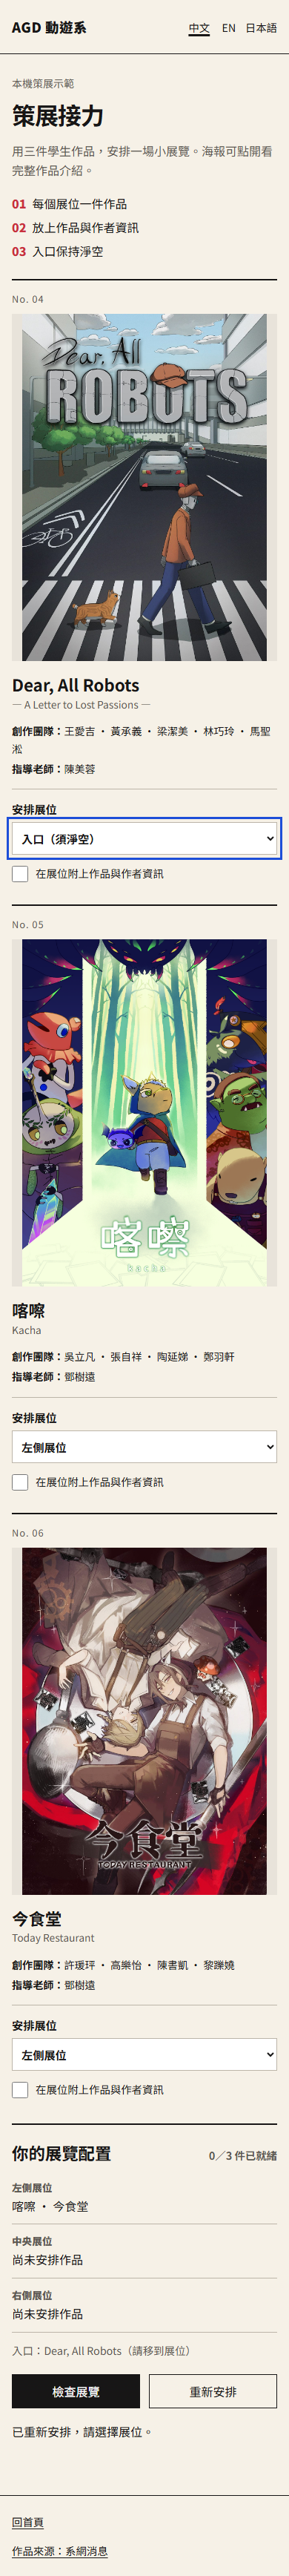 AGD 動遊系
中文 EN 日本語
本機策展示範
策展接力
用三件學生作品，安排一場小展覽。海報可點開看
完整作品介紹。
01 每個展位一件作品
02 放上作品與作者資訊
03 入口保持淨空
No. 04
Dear, All
ROBOTS
Dear, All Robots
— A Letter to Lost Passions —
創作團隊：王愛吉 ・ 黃承義 ・ 梁潔美 ・ 林巧玲 ・ 馬聖
淞
指導老師：陳美蓉
安排展位
入口（須淨空）
在展位附上作品與作者資訊
No. 05
喀嚓
kacha
喀嚓
Kacha
創作團隊：吳立凡 ・ 張自祥 ・ 陶延娣 ・ 鄭羽軒
指導老師：鄧樹遠
安排展位
左側展位
在展位附上作品與作者資訊
No. 06
今食堂
TODAY RESTAURANT
今食堂
Today Restaurant
創作團隊：許瑗玶 ・ 高樂怡 ・ 陳書凱 ・ 黎躒嬈
指導老師：鄧樹遠
安排展位
左側展位
在展位附上作品與作者資訊
你的展覽配置 0／3 件已就緒
左側展位
喀嚓 ・ 今食堂
中央展位
尚未安排作品
右側展位
尚未安排作品
入口：Dear, All Robots（請移到展位）
檢查展覽 重新安排
已重新安排，請選擇展位。
回首頁
作品來源：系網消息